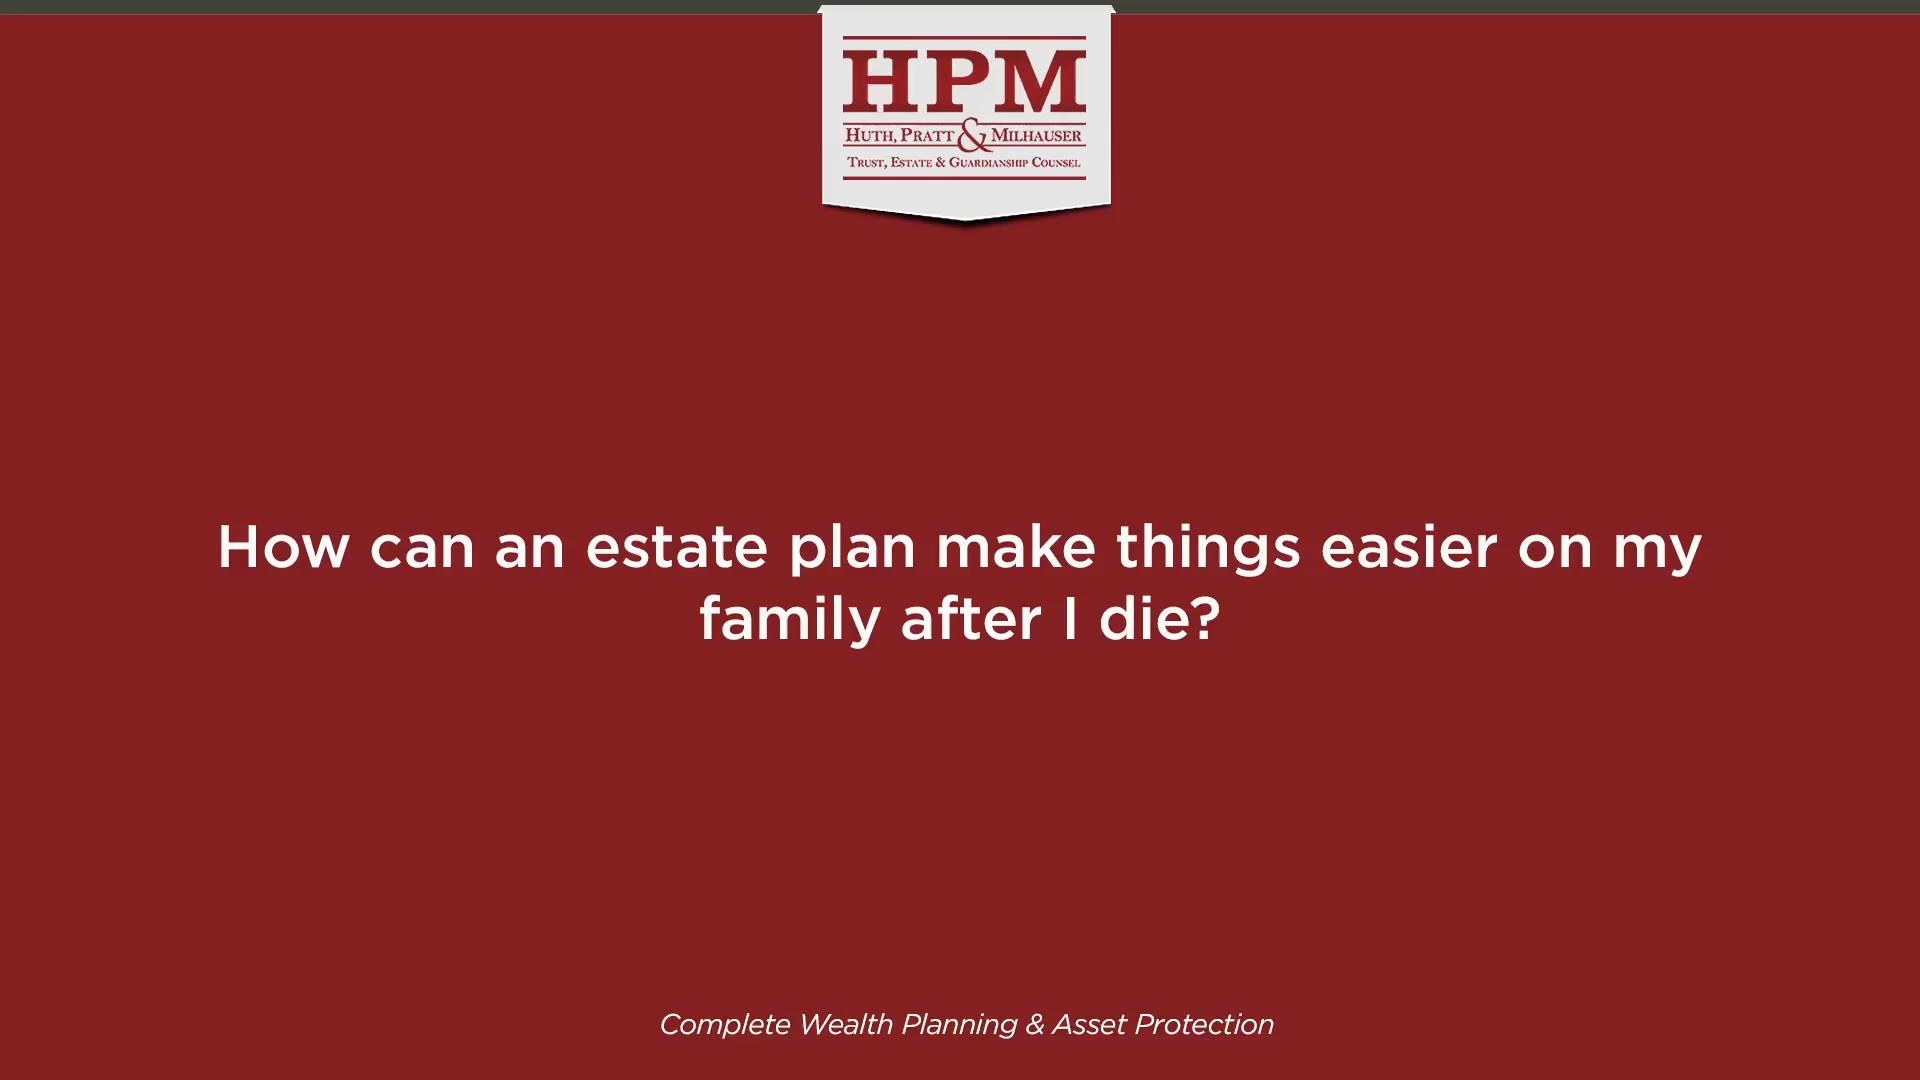 HPM
HUTH, PRATT & MILHAUSER
TRUST, ESTATE & GUARDIANSHIP COUNSEL
How can an estate plan make things easier on my
family after I die?
Complete Wealth Planning & Asset Protection